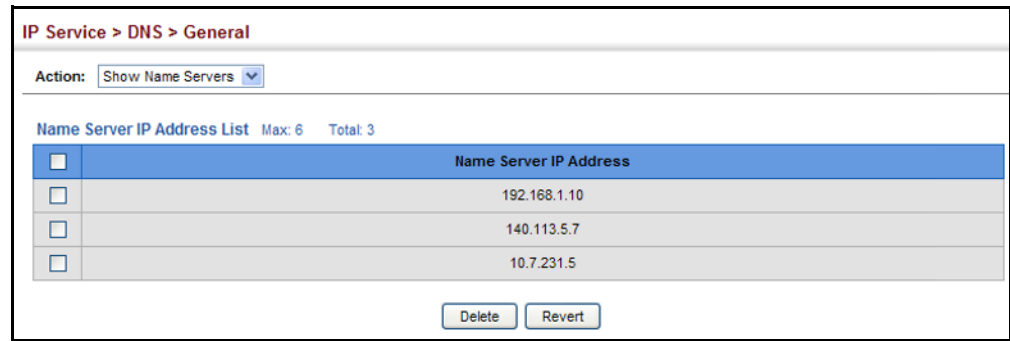 IP Service > DNS > General
Action: Show Name Servers
Name Server IP Address List Max: 6 Total: 3
Name Server IP Address
192.168.1.10
140.113.5.7
10.7.231.5
Delete Revert